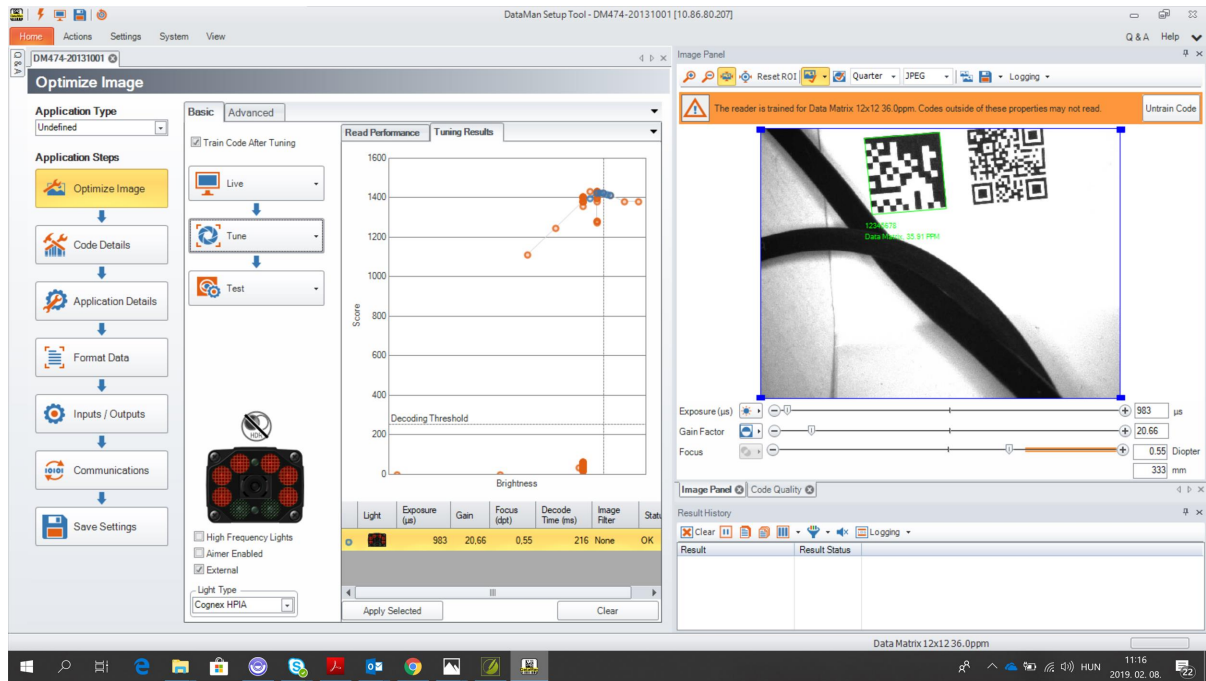 DataMan Setup Tool - DM474-20131001 [10.86.80.207]
Home Actions Settings System View
Q & A Help
Q & A
DM474-20131001
Optimize Image
Application Type
Undefined
Application Steps
Optimize Image
Code Details
Application Details
Format Data
Inputs / Outputs
Communications
Save Settings
Basic Advanced
Train Code After Tuning
Live
Tune
Test
HDR
High Frequency Lights
Aimer Enabled
External
Light Type
Cognex HPIA
Read Performance Tuning Results
1600
1400
1200
1000
Score
800
600
400
Decoding Threshold
200
0
Brightness
Light Exposure (µs) Gain Focus (dpt) Decode Time (ms) Image Filter
983 20,66 0,55 216 None OK
Apply Selected Clear
Image Panel
Reset ROI Quarter JPEG Logging
The reader is trained for Data Matrix 12x12 36.0ppm. Codes outside of these properties may not read.
Untrain Code
12345678
Data Matrix, 35.91 PPM
Exposure (µs) 983 µs
Gain Factor 20.66
Focus 0.55 Diopter
333 mm
Image Panel Code Quality
Result History
Clear Logging
Result Result Status
Data Matrix 12x12 36.0ppm
HUN
11:16
2019. 02. 08.
22